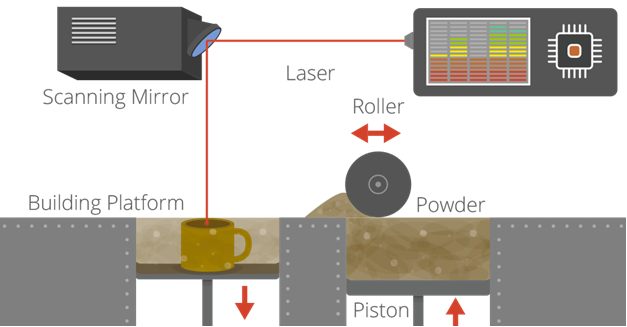 Scanning Mirror
Laser
Roller
Building Platform
Powder
Piston